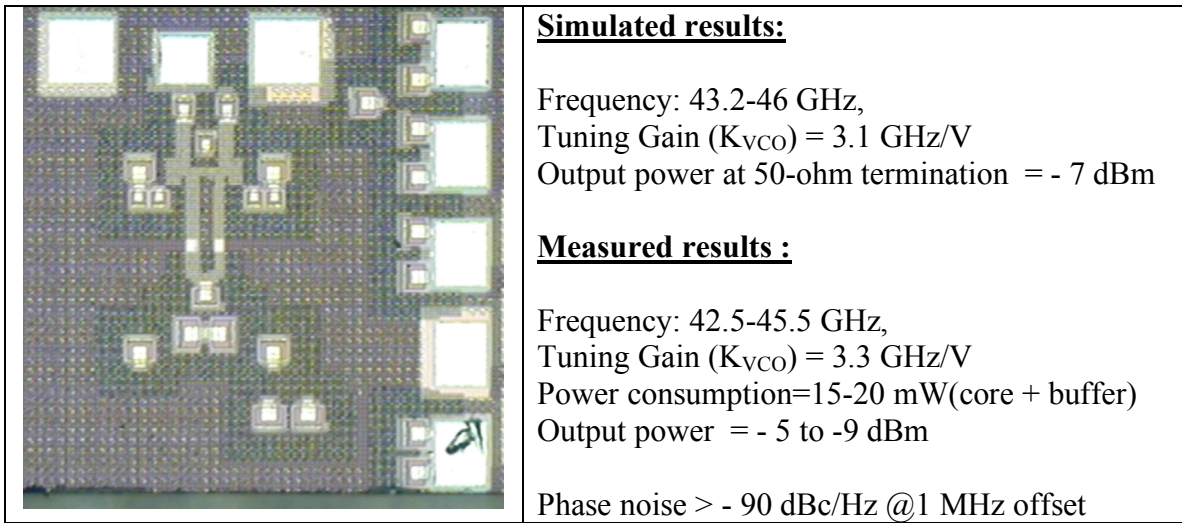 Simulated results:
Frequency: 43.2-46 GHz,
Tuning Gain (KVCO) = 3.1 GHz/V
Output power at 50-ohm termination = - 7 dBm
Measured results :
Frequency: 42.5-45.5 GHz,
Tuning Gain (KVCO) = 3.3 GHz/V
Power consumption=15-20 mW(core + buffer)
Output power = - 5 to -9 dBm
Phase noise > - 90 dBc/Hz @1 MHz offset